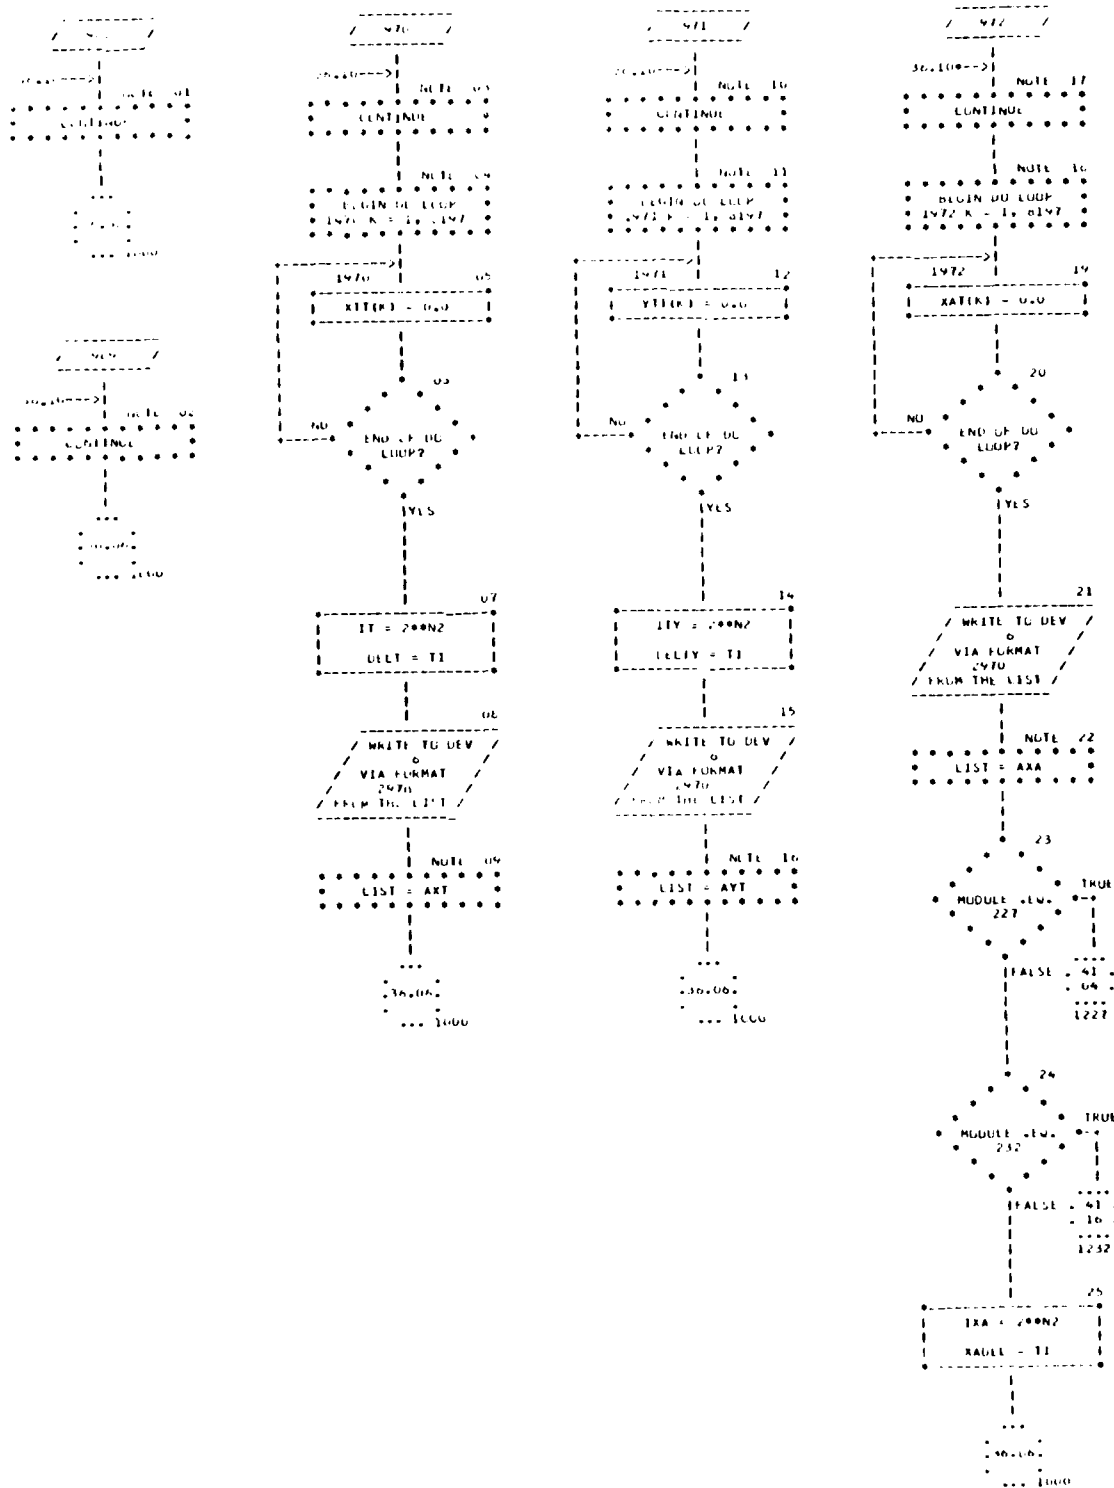 970
NOTE 03
CONTINUE
NOTE 04
BEGIN DO LOOP
1970 K = 1, 8197
1970 05
XTT(K) = 0.0
NO
END OF DO
LOOP?
YES
07
IT = 2**N2
DELT = TI
08
WRITE TO DEV
6
VIA FORMAT
2970
FROM THE LIST
NOTE 09
LIST = AXT
36.06
1000
971
NOTE 10
CONTINUE
NOTE 11
BEGIN DO LOOP
1971 K = 1, 8197
1971 12
YTT(K) = 0.0
13
NO
END OF DO
LOOP?
YES
14
ITY = 2**N2
DELTY = TI
15
WRITE TO DEV
6
VIA FORMAT
2970
FROM THE LIST
NOTE 16
LIST = AYT
36.06
1000
972
36.10*-->
NOTE 17
CONTINUE
BEGIN DO LOOP
1972 K = 1, 8197
1972 19
XAT(K) = 0.0
20
NO
END OF DO
LOOP?
YES
21
WRITE TO DEV
6
VIA FORMAT
2970
FROM THE LIST
NOTE 22
LIST = AXA
23
MODULE .EQ. TRUE
227
FALSE
41
04
1227
24
MODULE .EQ. TRUE
232
FALSE
41
16
1232
25
IXA = 2**N2
XADEL = TI
36.06
1000
NOTE 01
CONTINUE
969
NOTE 02
CONTINUE
36.06
1000